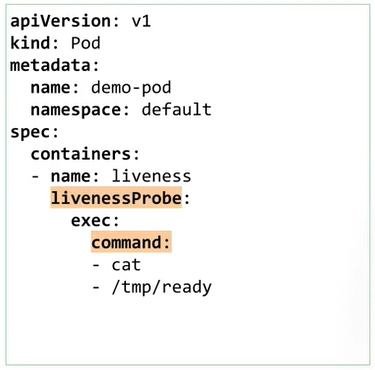 apiVersion: v1
kind: Pod
metadata:
  name: demo-pod
  namespace: default
spec:
  containers:
  - name: liveness
    livenessProbe:
      exec:
        command:
        - cat
        - /tmp/ready